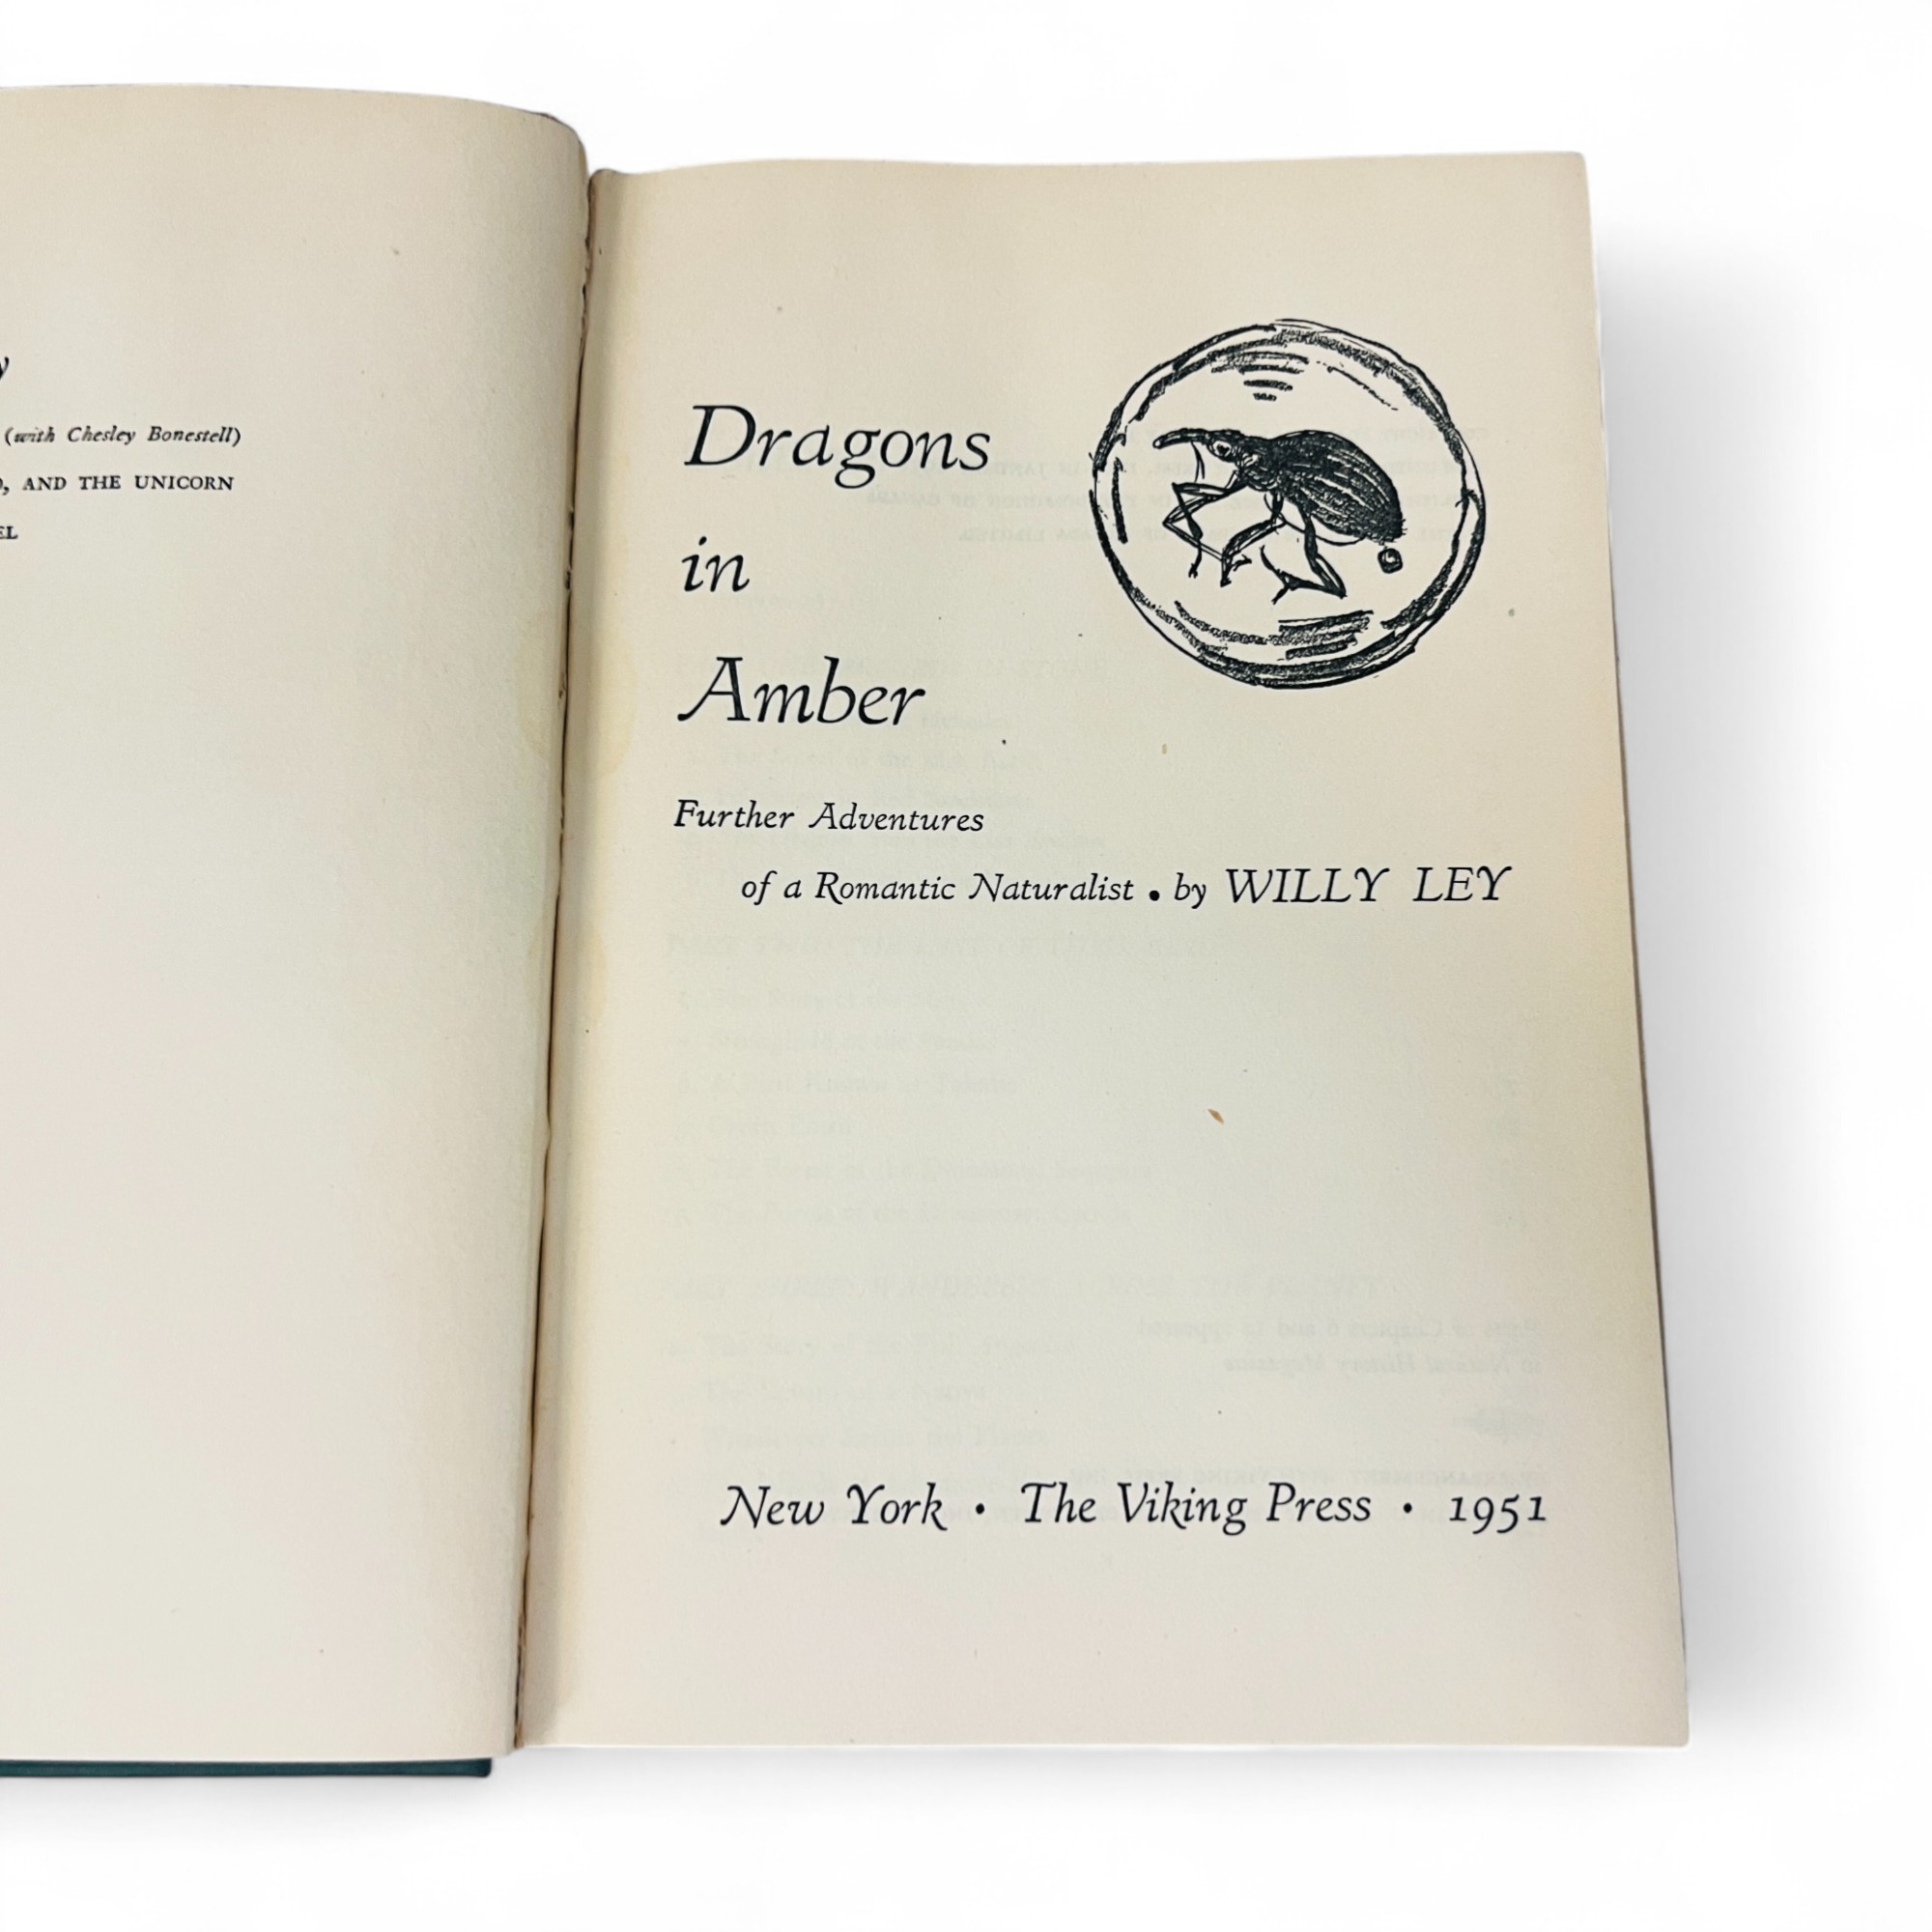 y
(with Chesley Bonestell)
, AND THE UNICORN
EL
Dragons
in
Amber
Further Adventures
of a Romantic Naturalist • by WILLY LEY
New York • The Viking Press • 1951